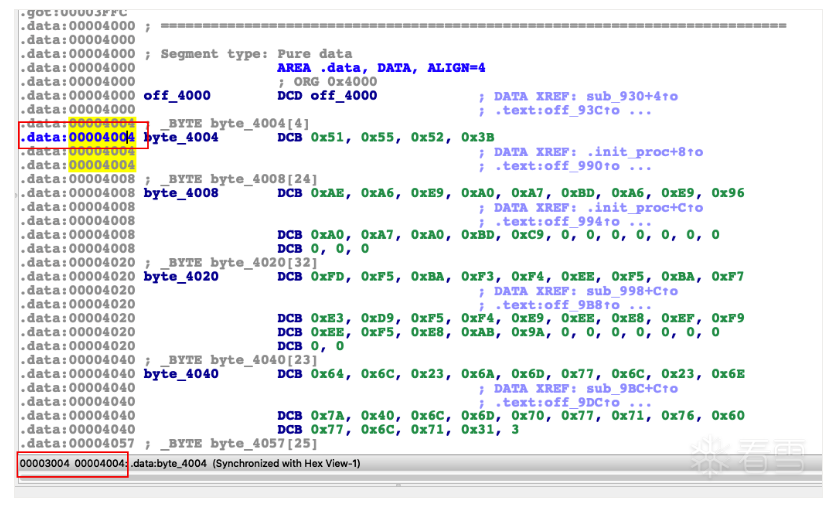 .got:00003FFC
.data:00004000 ; ===========================================================================
.data:00004000
.data:00004000 ; Segment type: Pure data
.data:00004000 AREA .data, DATA, ALIGN=4
.data:00004000 ; ORG 0x4000
.data:00004000 off_4000 DCD off_4000 ; DATA XREF: sub_930+4↑o
.data:00004000 ; .text:off_93C↑o ...
.data:00004004 ; _BYTE byte_4004[4]
.data:00004004 byte_4004 DCB 0x51, 0x55, 0x52, 0x3B
.data:00004004 ; DATA XREF: .init_proc+8↑o
.data:00004004 ; .text:off_990↑o ...
.data:00004008 ; _BYTE byte_4008[24]
.data:00004008 byte_4008 DCB 0xAE, 0xA6, 0xE9, 0xA0, 0xA7, 0xBD, 0xA6, 0xE9, 0x96
.data:00004008 ; DATA XREF: .init_proc+C↑o
.data:00004008 ; .text:off_994↑o ...
.data:00004008 DCB 0xA0, 0xA7, 0xA0, 0xBD, 0xC9, 0, 0, 0, 0, 0, 0, 0
.data:00004008 DCB 0, 0, 0
.data:00004020 ; _BYTE byte_4020[32]
.data:00004020 byte_4020 DCB 0xFD, 0xF5, 0xBA, 0xF3, 0xF4, 0xEE, 0xF5, 0xBA, 0xF7
.data:00004020 ; DATA XREF: sub_998+C↑o
.data:00004020 ; .text:off_9B8↑o ...
.data:00004020 DCB 0xE3, 0xD9, 0xF5, 0xF4, 0xE9, 0xEE, 0xE8, 0xEF, 0xF9
.data:00004020 DCB 0xEE, 0xF5, 0xE8, 0xAB, 0x9A, 0, 0, 0, 0, 0, 0, 0
.data:00004020 DCB 0, 0
.data:00004040 ; _BYTE byte_4040[23]
.data:00004040 byte_4040 DCB 0x64, 0x6C, 0x23, 0x6A, 0x6D, 0x77, 0x6C, 0x23, 0x6E
.data:00004040 ; DATA XREF: sub_9BC+C↑o
.data:00004040 ; .text:off_9DC↑o ...
.data:00004040 DCB 0x7A, 0x40, 0x6C, 0x6D, 0x70, 0x77, 0x71, 0x76, 0x60
.data:00004040 DCB 0x77, 0x6C, 0x71, 0x31, 3
.data:00004057 ; _BYTE byte_4057[25]
看雪
00003004 00004004: .data:byte_4004 (Synchronized with Hex View-1)